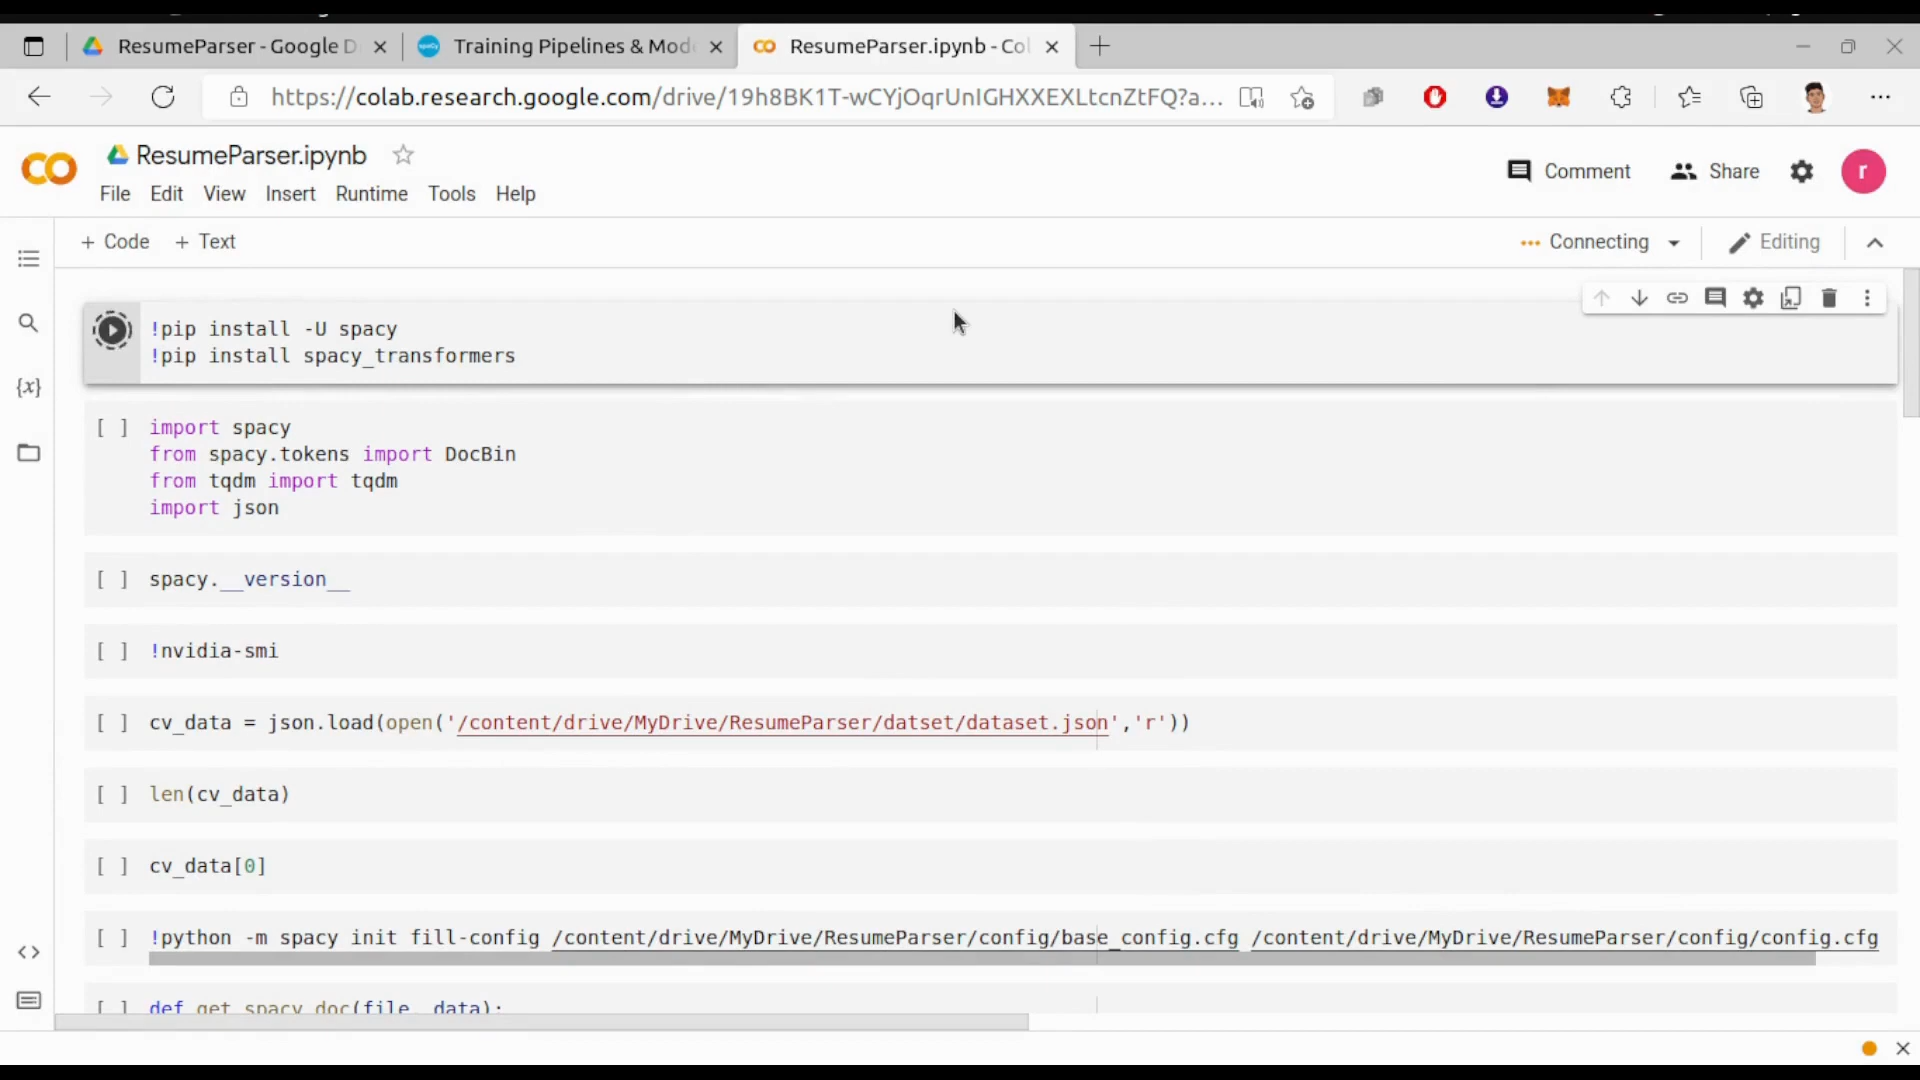 ResumeParser - Google D
Training Pipelines & Mod
ResumeParser.ipynb - Co
https://colab.research.google.com/drive/19h8BK1T-wCYjOqrUnIGHXXEXLtcnZtFQ?a...
ResumeParser.ipynb
Comment
Share
r
File Edit View Insert Runtime Tools Help
+ Code + Text
Connecting
Editing
!pip install -U spacy
!pip install spacy_transformers
{x}
[ ] import spacy
from spacy.tokens import DocBin
from tqdm import tqdm
import json
[ ] spacy.__version__
[ ] !nvidia-smi
[ ] cv_data = json.load(open('/content/drive/MyDrive/ResumeParser/datset/dataset.json','r'))
[ ] len(cv_data)
[ ] cv_data[0]
[ ] !python -m spacy init fill-config /content/drive/MyDrive/ResumeParser/config/base_config.cfg /content/drive/MyDrive/ResumeParser/config/config.cfg
[ ] def get_spacy_doc(file, data):